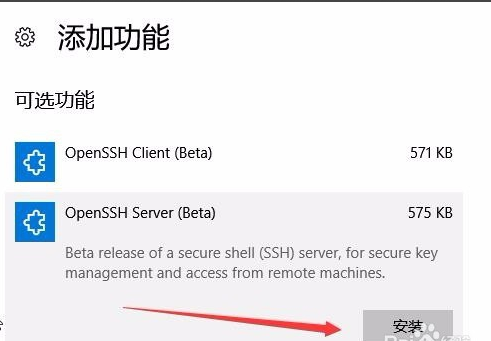 添加功能
可选功能
OpenSSH Client (Beta) 571 KB
OpenSSH Server (Beta) 575 KB
Beta release of a secure shell (SSH) server, for secure key
management and access from remote machines.
安装